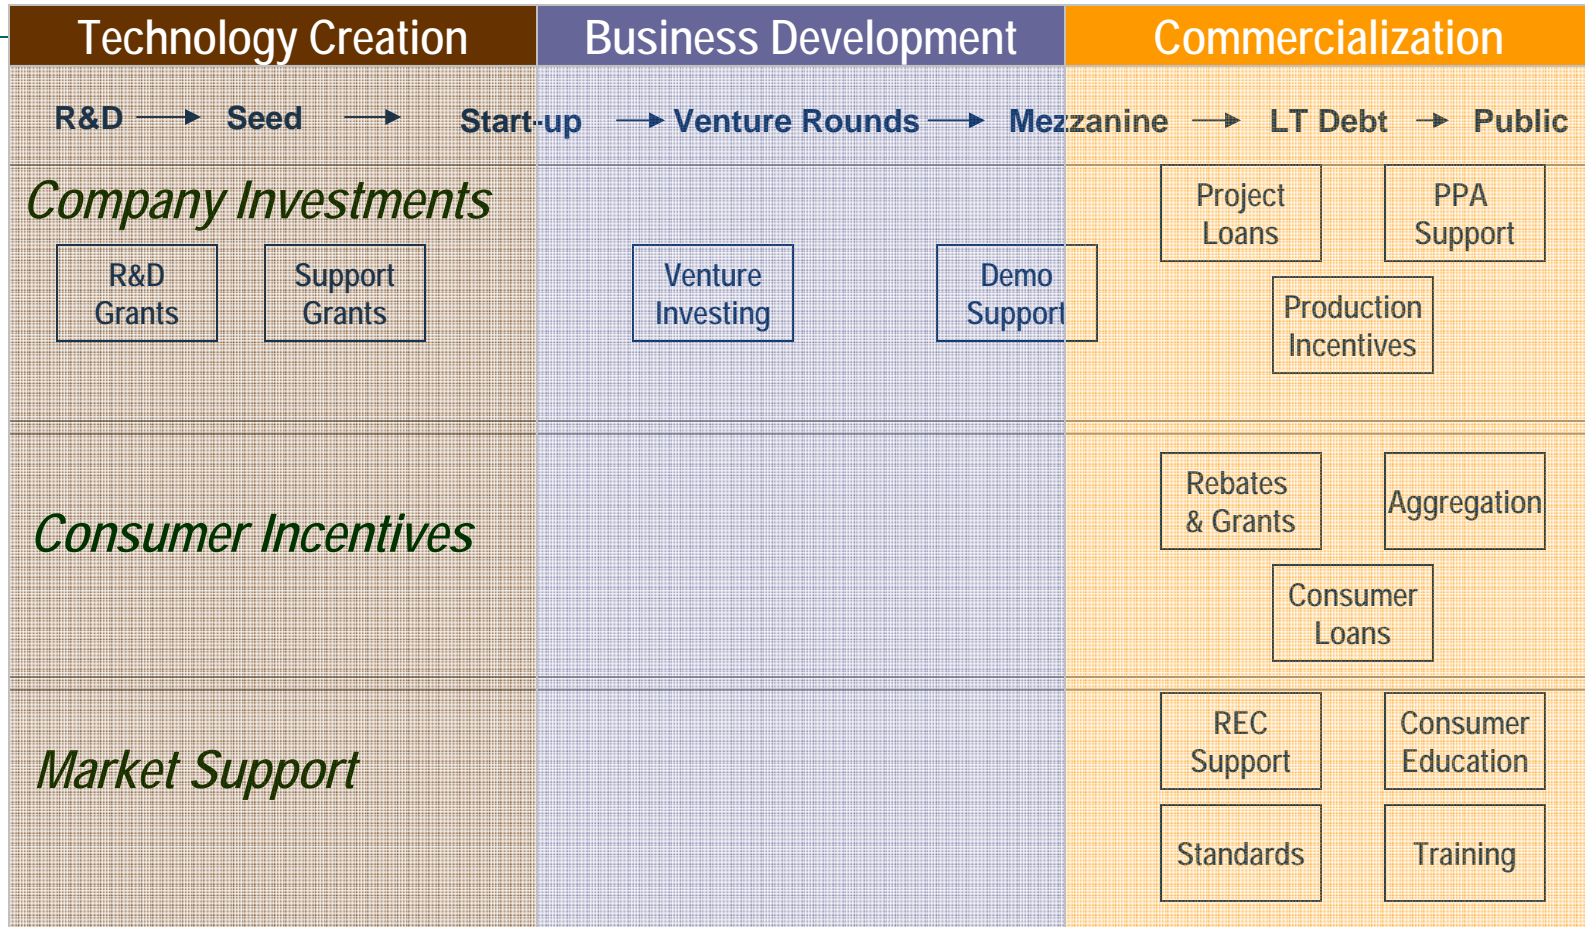 Technology Creation
Business Development
Commercialization
R&D
Seed
Start-up
Venture Rounds
Mezzanine
LT Debt
Public
Company Investments
R&D
Grants
Support
Grants
Venture
Investing
Demo
Support
Project
Loans
PPA
Support
Production
Incentives
Consumer Incentives
Rebates
& Grants
Aggregation
Consumer
Loans
Market Support
REC
Support
Consumer
Education
Standards
Training